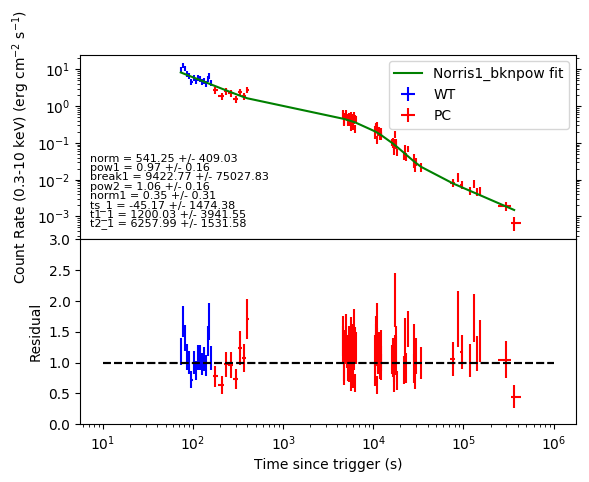 Count Rate (0.3-10 keV) (erg cm⁻² s⁻¹)
10¹
10⁰
10⁻¹
10⁻²
10⁻³
Norris1_bknpow fit
WT
PC
norm = 541.25 +/- 409.03
pow1 = 0.97 +/- 0.16
break1 = 9422.77 +/- 75027.83
pow2 = 1.06 +/- 0.16
norm1 = 0.35 +/- 0.31
ts_1 = -45.17 +/- 1474.38
t1_1 = 1200.03 +/- 3941.55
t2_1 = 6257.99 +/- 1531.58
Residual
3.0
2.5
2.0
1.5
1.0
0.5
0.0
10¹ 10² 10³ 10⁴ 10⁵ 10⁶
Time since trigger (s)